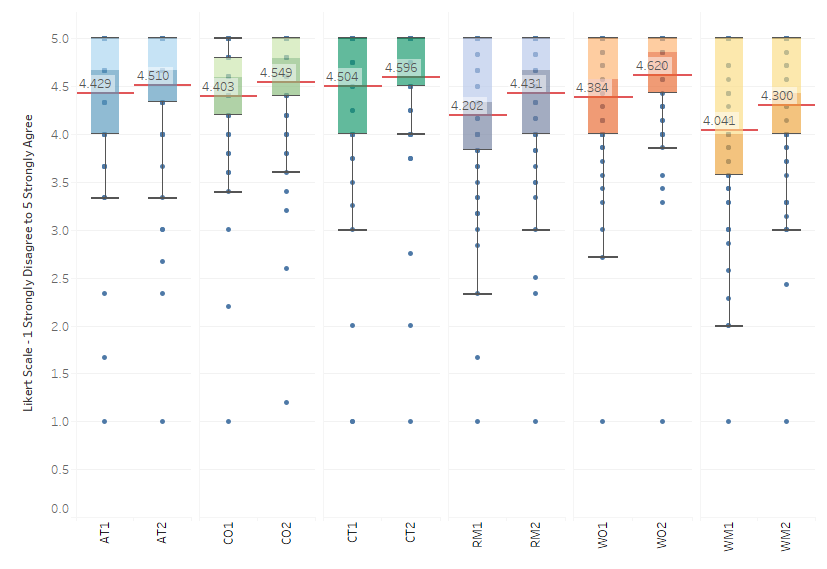 Likert Scale - 1 Strongly Disagree to 5 Strongly Agree
5.0
4.5
4.0
3.5
3.0
2.5
2.0
1.5
1.0
0.5
0.0
4.429
4.510
4.403
4.549
4.504
4.596
4.202
4.431
4.384
4.620
4.041
4.300
AT1
AT2
CO1
CO2
CT1
CT2
RM1
RM2
WO1
WO2
WM1
WM2